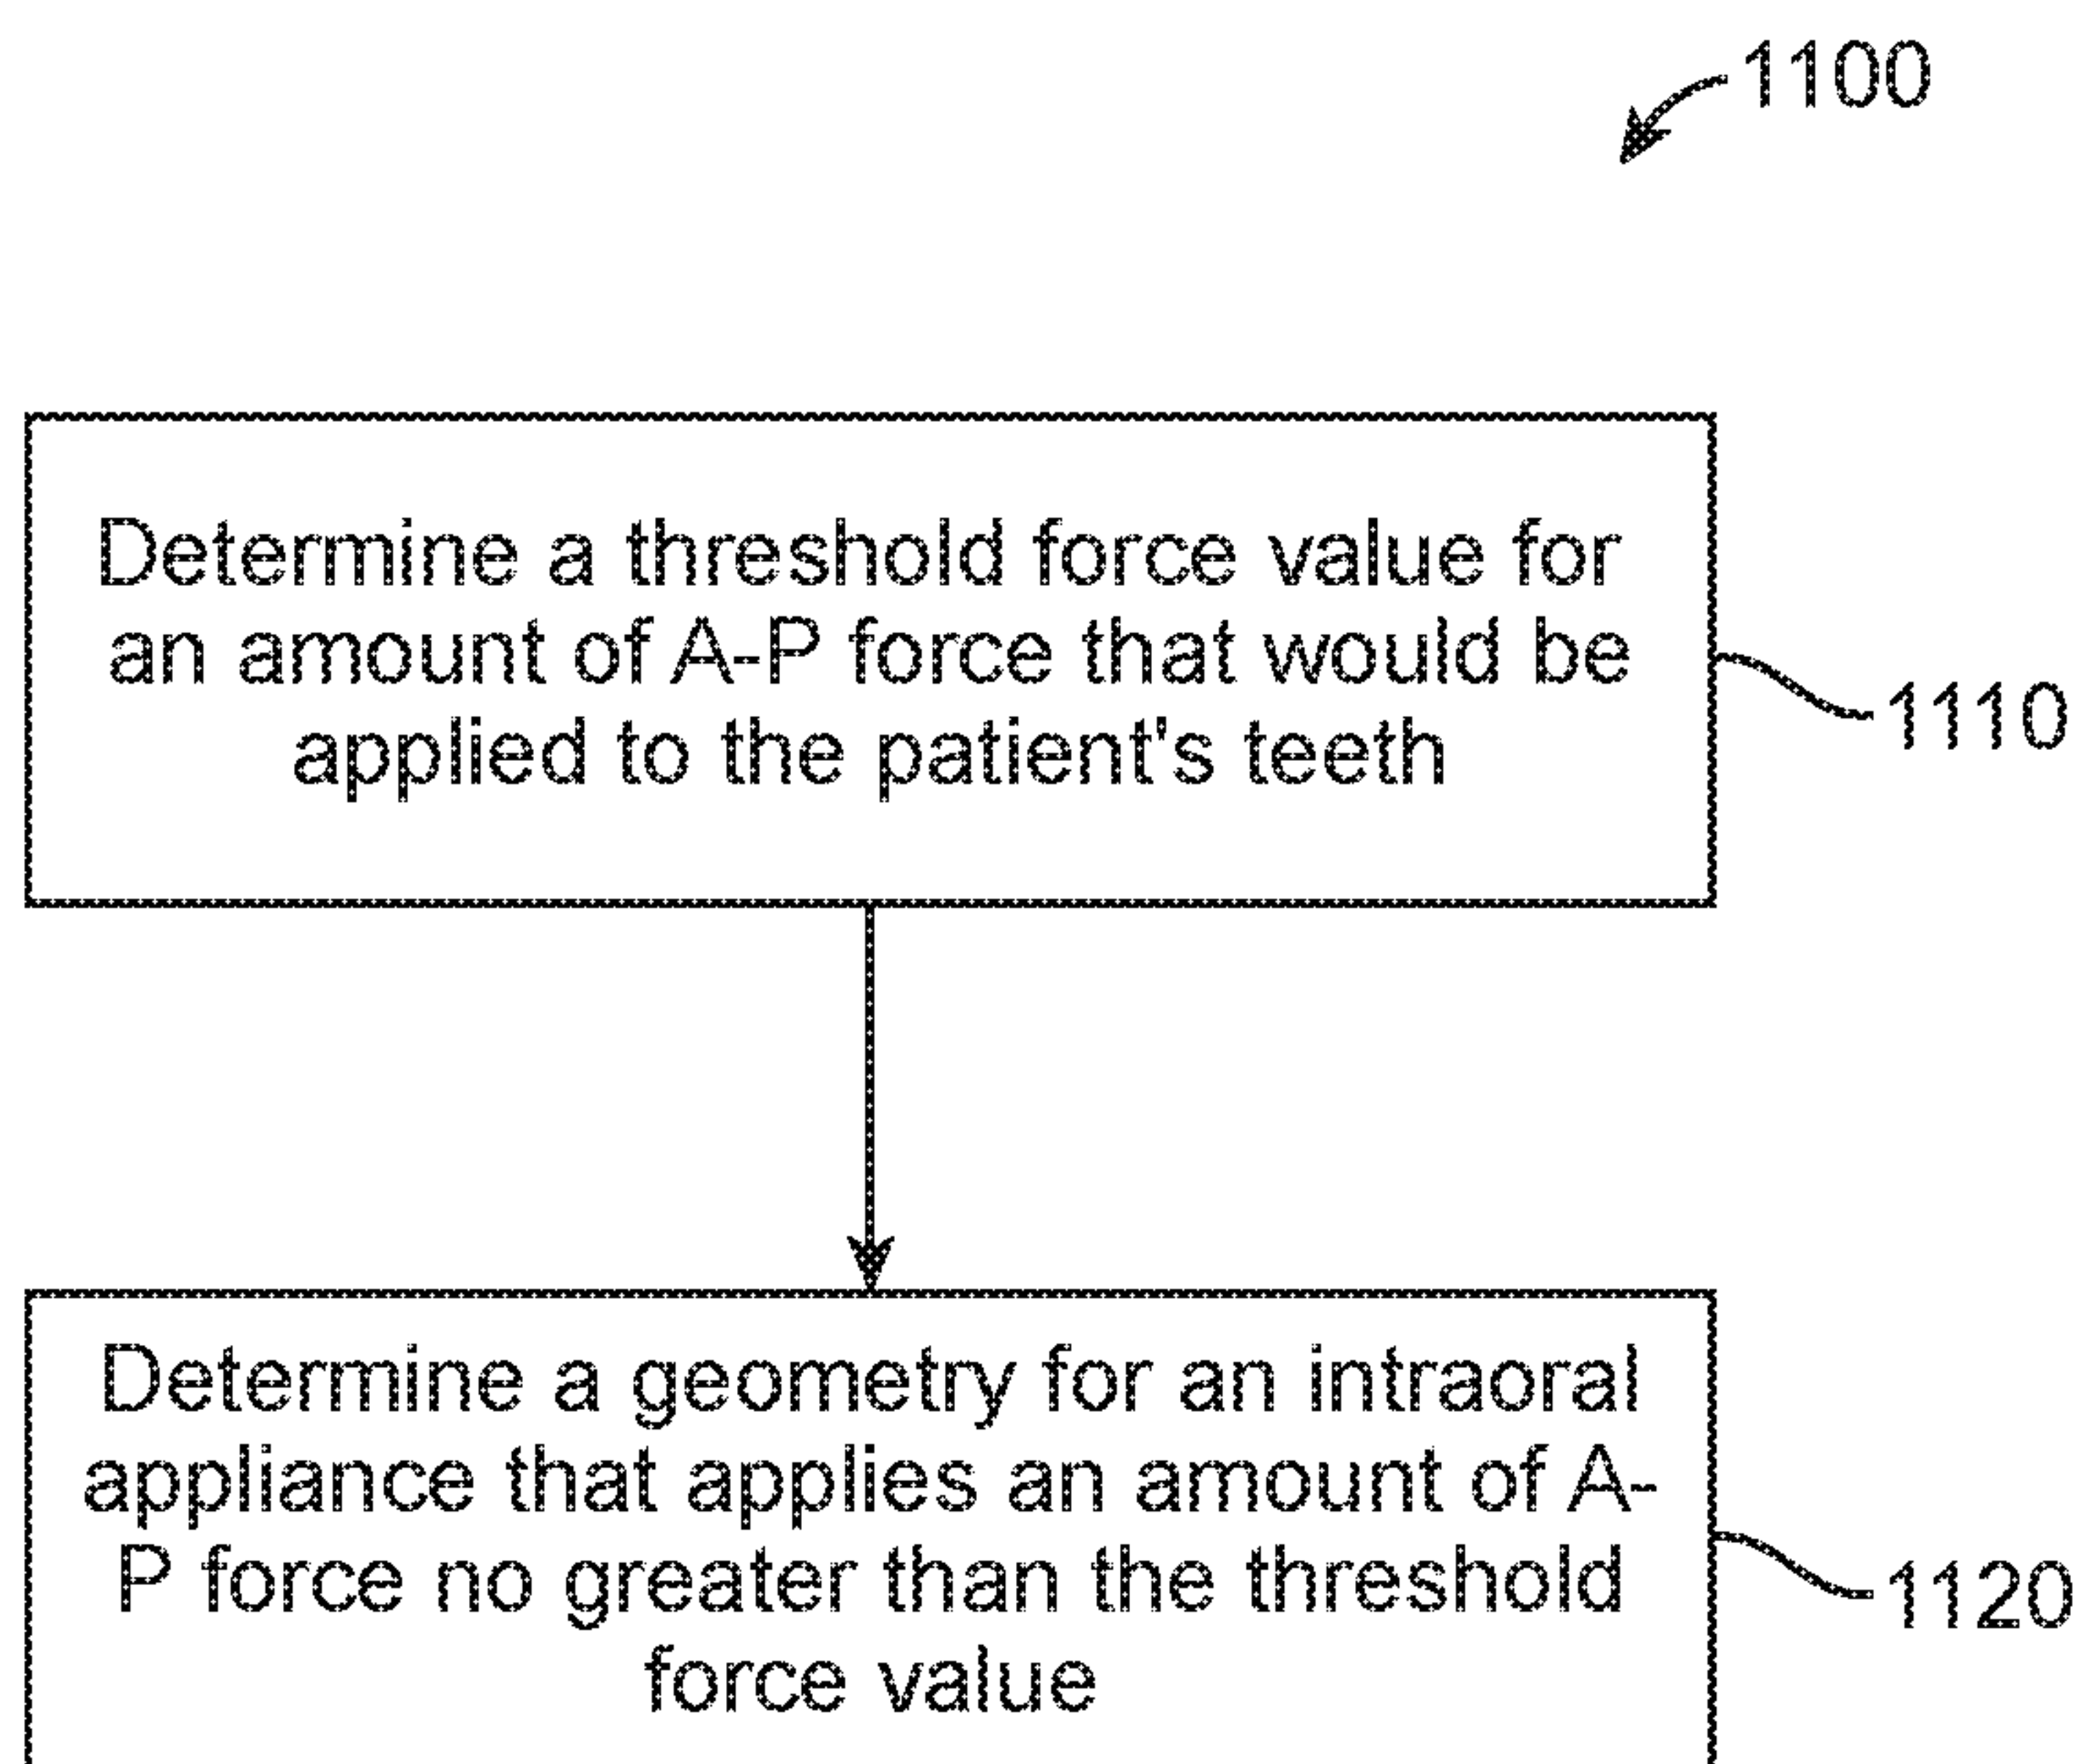 1100
Determine a threshold force value for
an amount of A-P force that would be
applied to the patient's teeth
1110
Determine a geometry for an intraoral
appliance that applies an amount of A-
P force no greater than the threshold
force value
1120